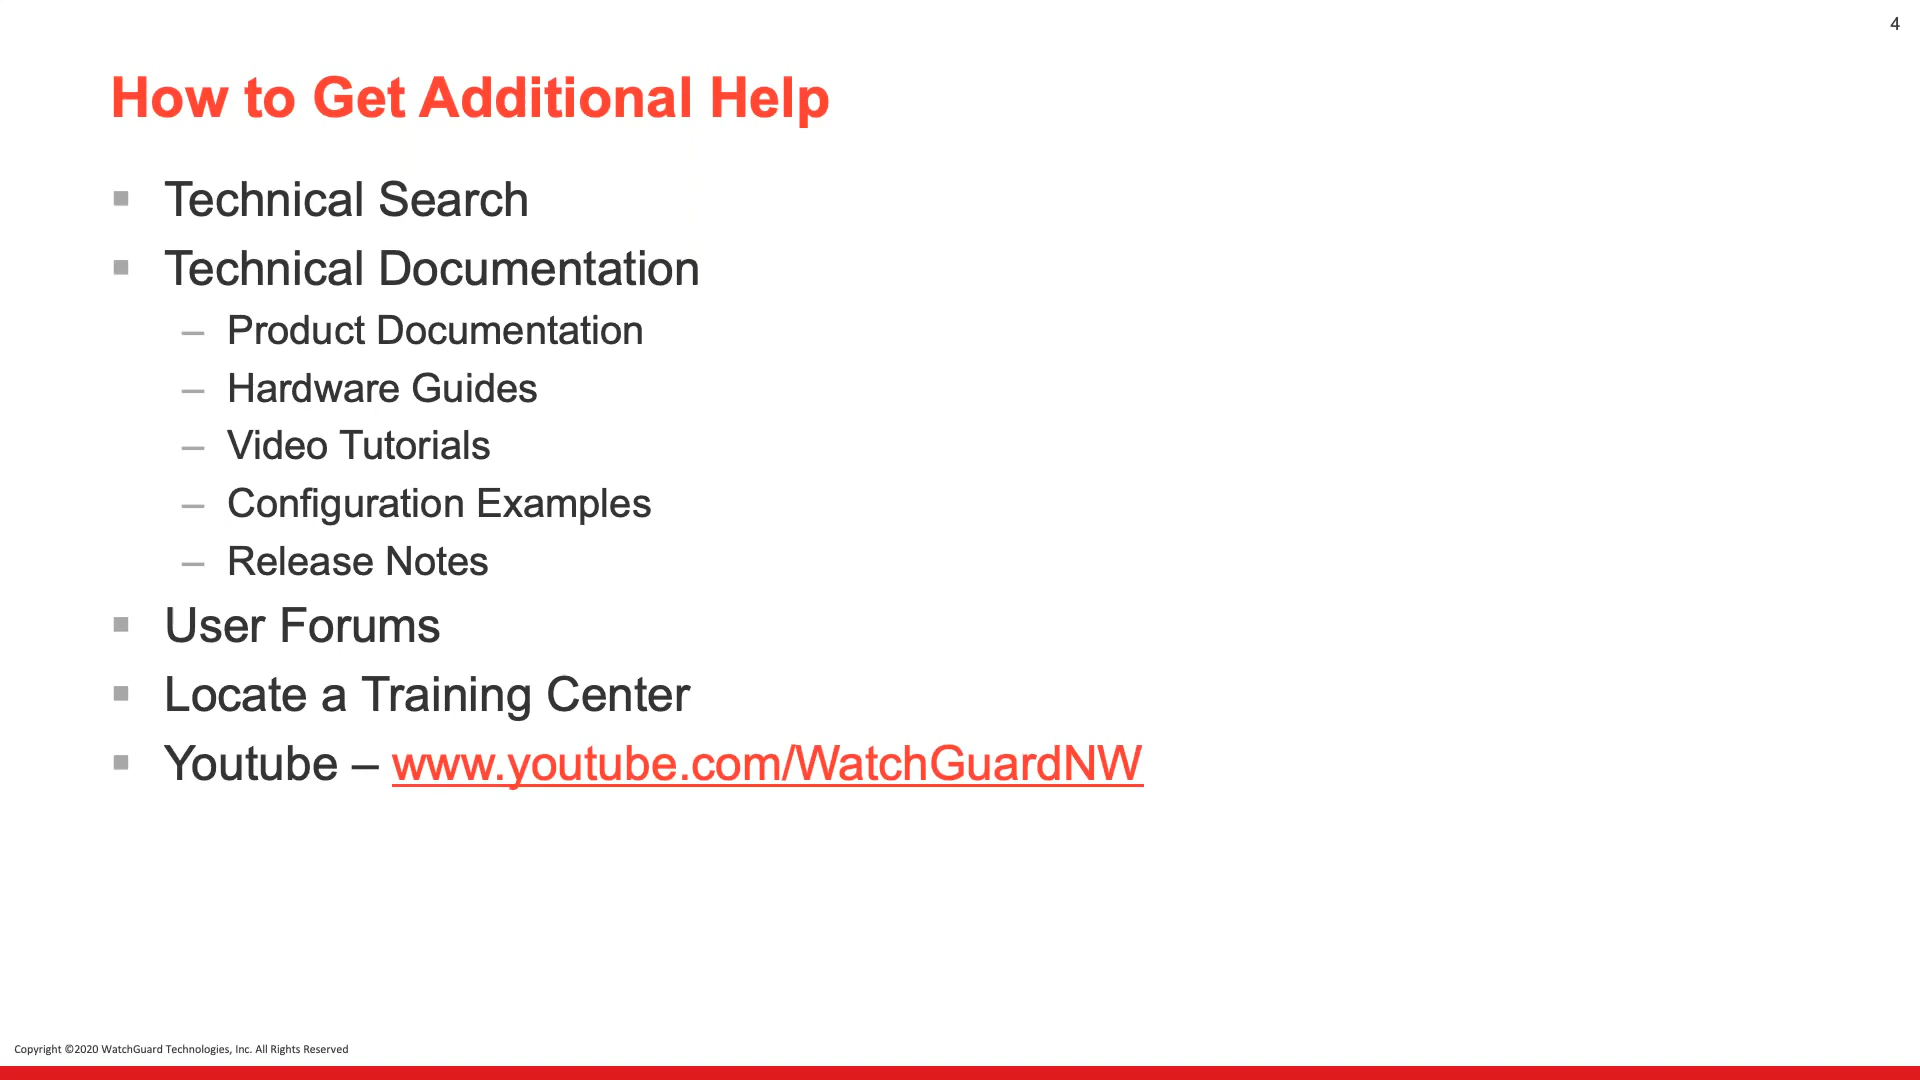 4
How to Get Additional Help
▪ Technical Search
▪ Technical Documentation
– Product Documentation
– Hardware Guides
– Video Tutorials
– Configuration Examples
– Release Notes
▪ User Forums
▪ Locate a Training Center
▪ Youtube – www.youtube.com/WatchGuardNW
Copyright ©2020 WatchGuard Technologies, Inc. All Rights Reserved